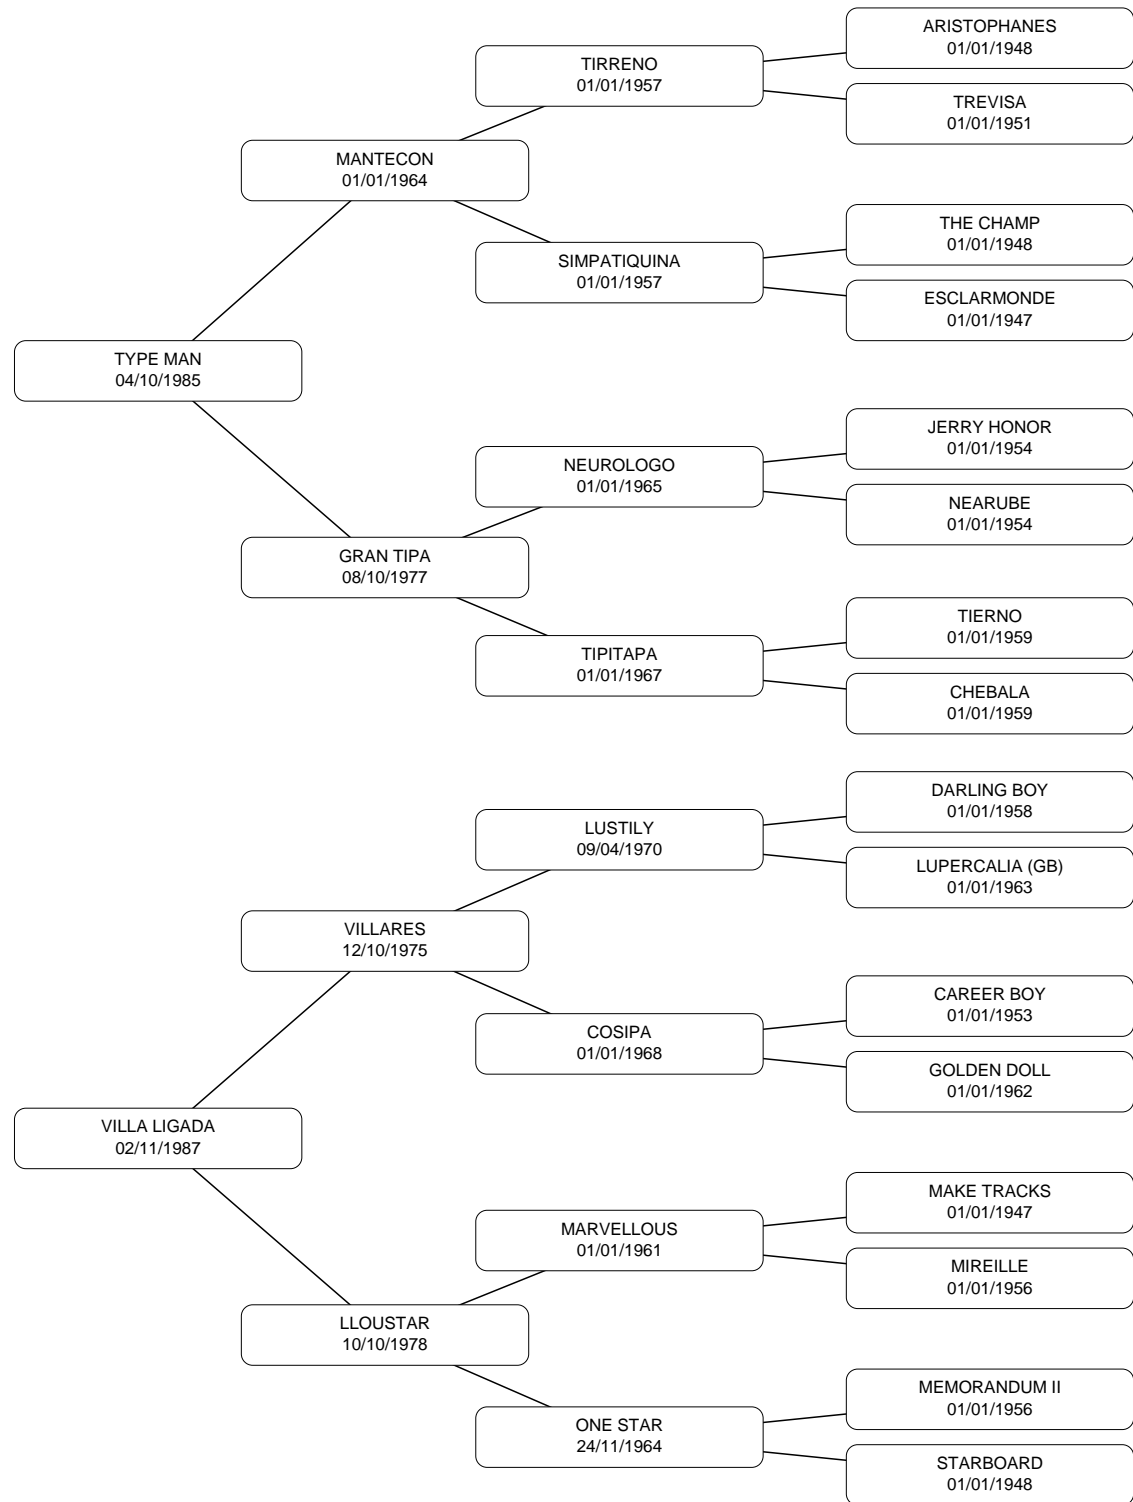 ARISTOPHANES
01/01/1948
TIRRENO
01/01/1957
TREVISA
01/01/1951
MANTECON
01/01/1964
THE CHAMP
01/01/1948
SIMPATIQUINA
01/01/1957
ESCLARMONDE
01/01/1947
TYPE MAN
04/10/1985
JERRY HONOR
01/01/1954
NEUROLOGO
01/01/1965
NEARUBE
01/01/1954
GRAN TIPA
08/10/1977
TIERNO
01/01/1959
TIPITAPA
01/01/1967
CHEBALA
01/01/1959
DARLING BOY
01/01/1958
LUSTILY
09/04/1970
LUPERCALIA (GB)
01/01/1963
VILLARES
12/10/1975
CAREER BOY
01/01/1953
COSIPA
01/01/1968
GOLDEN DOLL
01/01/1962
VILLA LIGADA
02/11/1987
MAKE TRACKS
01/01/1947
MARVELLOUS
01/01/1961
MIREILLE
01/01/1956
LLOUSTAR
10/10/1978
MEMORANDUM II
01/01/1956
ONE STAR
24/11/1964
STARBOARD
01/01/1948